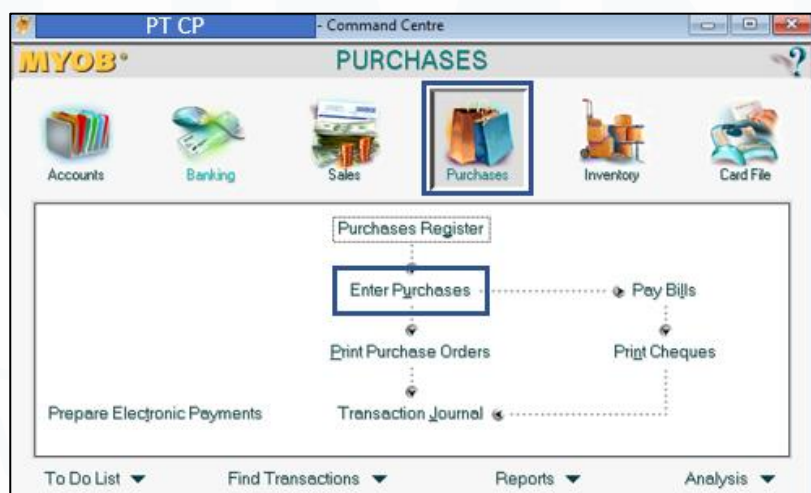 PT CP - Command Centre
MYOB® PURCHASES ?
Accounts Banking Sales Purchases Inventory Card File
Purchases Register
Enter Purchases Pay Bills
Print Purchase Orders Print Cheques
Prepare Electronic Payments Transaction Journal
To Do List Find Transactions Reports Analysis